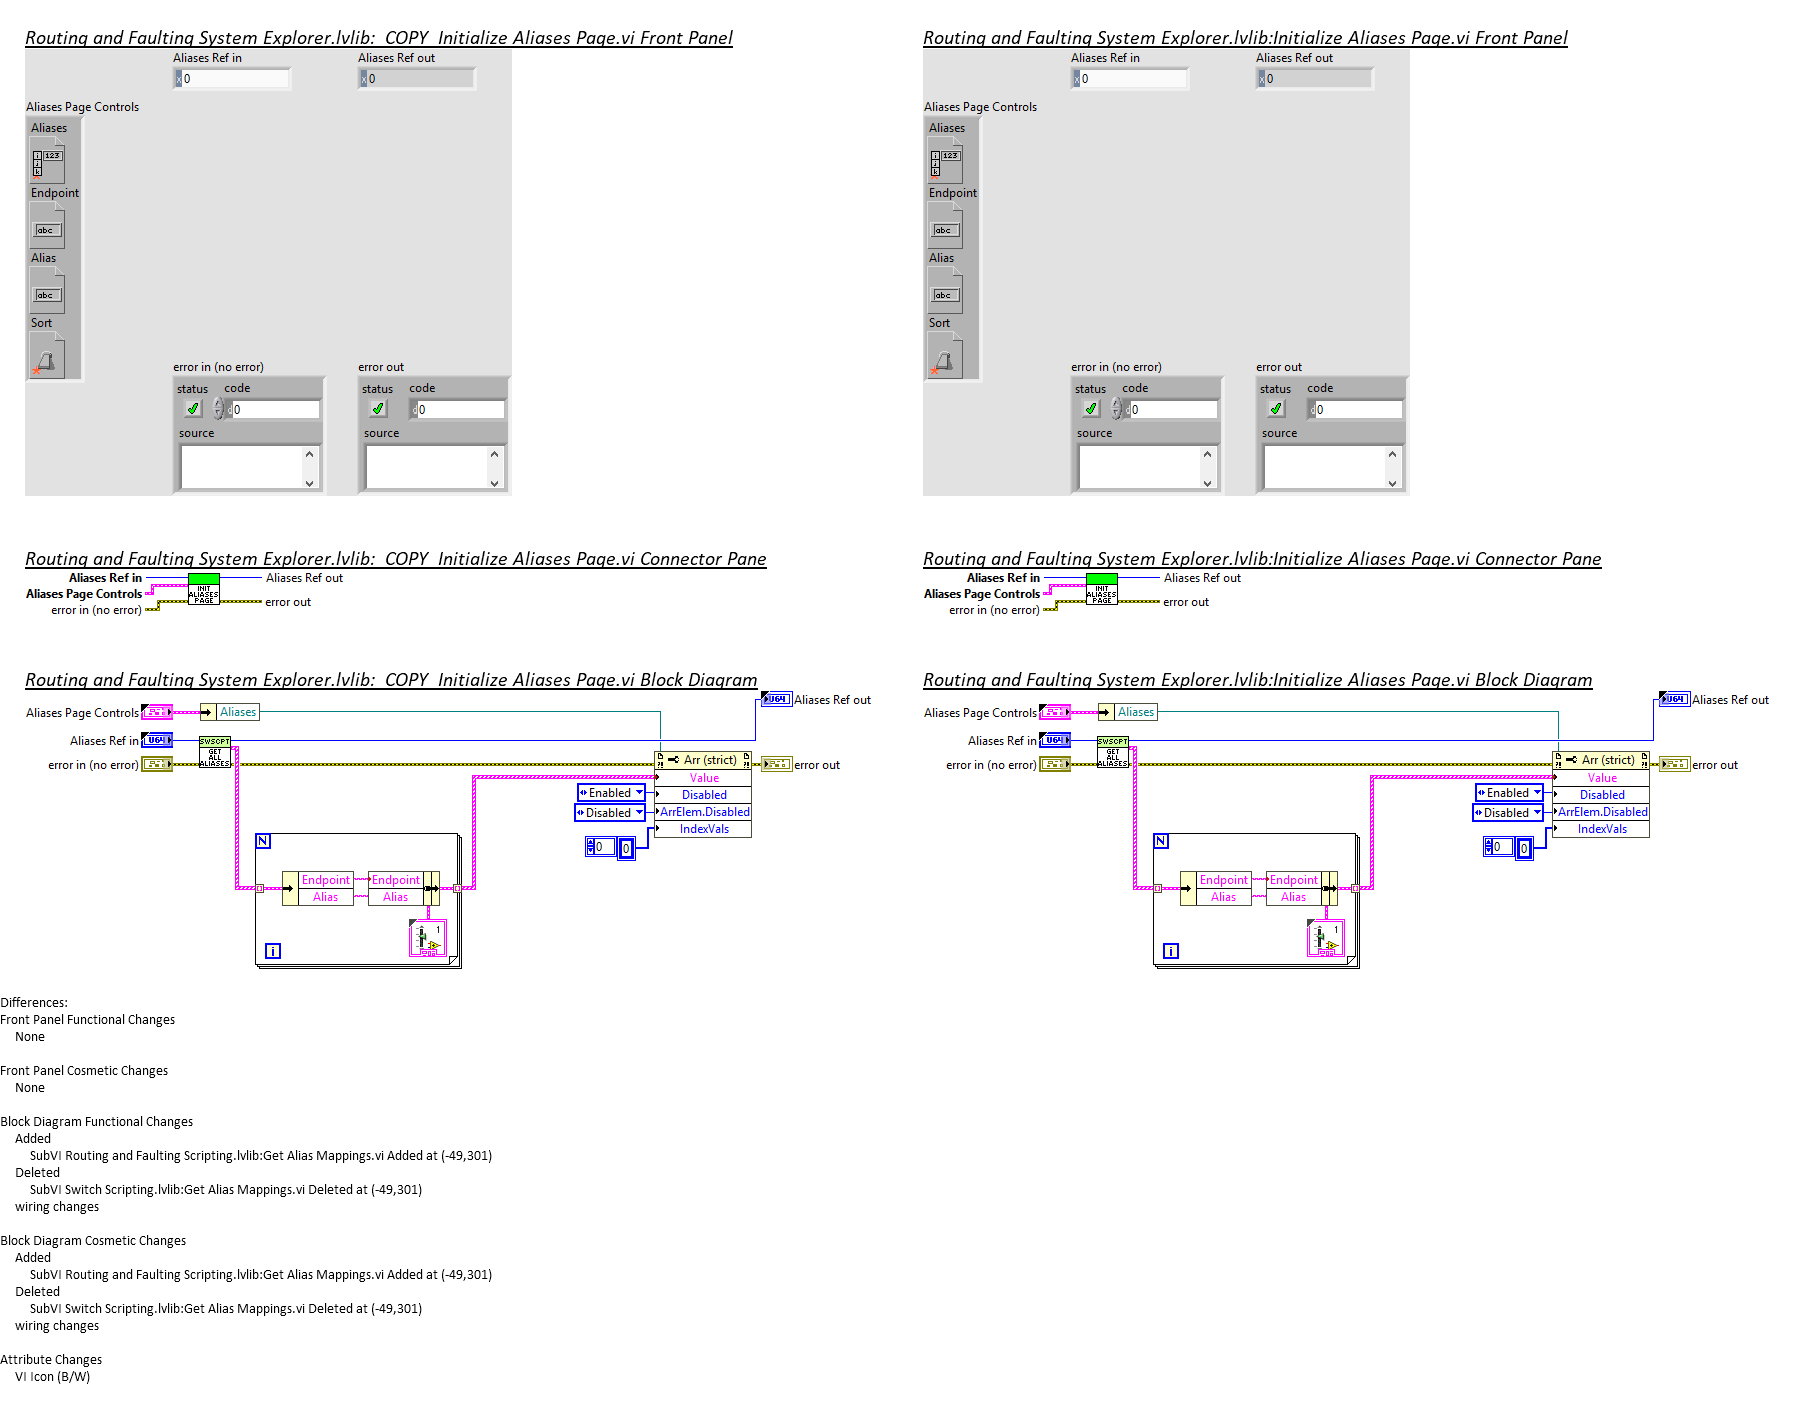 Routing and Faulting System Explorer.lvlib:  COPY  Initialize Aliases Page.vi Front Panel
Aliases Ref in
Aliases Ref out
x 0
x 0
Aliases Page Controls
Aliases
i
j
k
123
Endpoint
abc
Alias
abc
Sort
error in (no error)
error out
status code
d 0
source
status code
d 0
source
Routing and Faulting System Explorer.lvlib:Initialize Aliases Page.vi Front Panel
Aliases Ref in
Aliases Ref out
x 0
x 0
Aliases Page Controls
Aliases
i
j
k
123
Endpoint
abc
Alias
abc
Sort
error in (no error)
error out
status code
d 0
source
status code
d 0
source
Routing and Faulting System Explorer.lvlib:  COPY  Initialize Aliases Page.vi Connector Pane
Aliases Ref in
Aliases Page Controls
error in (no error)
INIT
ALIASES
PAGE
Aliases Ref out
error out
Routing and Faulting System Explorer.lvlib:Initialize Aliases Page.vi Connector Pane
Aliases Ref in
Aliases Page Controls
error in (no error)
INIT
ALIASES
PAGE
Aliases Ref out
error out
Routing and Faulting System Explorer.lvlib:  COPY  Initialize Aliases Page.vi Block Diagram
U64 Aliases Ref out
Aliases Page Controls
Aliases
Aliases Ref in U64
SWSCPT
GET
ALL
ALIASES
error in (no error)
Arr (strict)
error out
Value
Enabled
Disabled
Disabled
ArrElem.Disabled
IndexVals
0 0
N
Endpoint Endpoint
Alias Alias
1
i
Routing and Faulting System Explorer.lvlib:Initialize Aliases Page.vi Block Diagram
U64 Aliases Ref out
Aliases Page Controls
Aliases
Aliases Ref in U64
SWSCPT
GET
ALL
ALIASES
error in (no error)
Arr (strict)
error out
Value
Enabled
Disabled
Disabled
ArrElem.Disabled
IndexVals
0 0
N
Endpoint Endpoint
Alias Alias
1
i
Differences:
Front Panel Functional Changes
None
Front Panel Cosmetic Changes
None
Block Diagram Functional Changes
Added
SubVI Routing and Faulting Scripting.lvlib:Get Alias Mappings.vi Added at (-49,301)
Deleted
SubVI Switch Scripting.lvlib:Get Alias Mappings.vi Deleted at (-49,301)
wiring changes
Block Diagram Cosmetic Changes
Added
SubVI Routing and Faulting Scripting.lvlib:Get Alias Mappings.vi Added at (-49,301)
Deleted
SubVI Switch Scripting.lvlib:Get Alias Mappings.vi Deleted at (-49,301)
wiring changes
Attribute Changes
VI Icon (B/W)